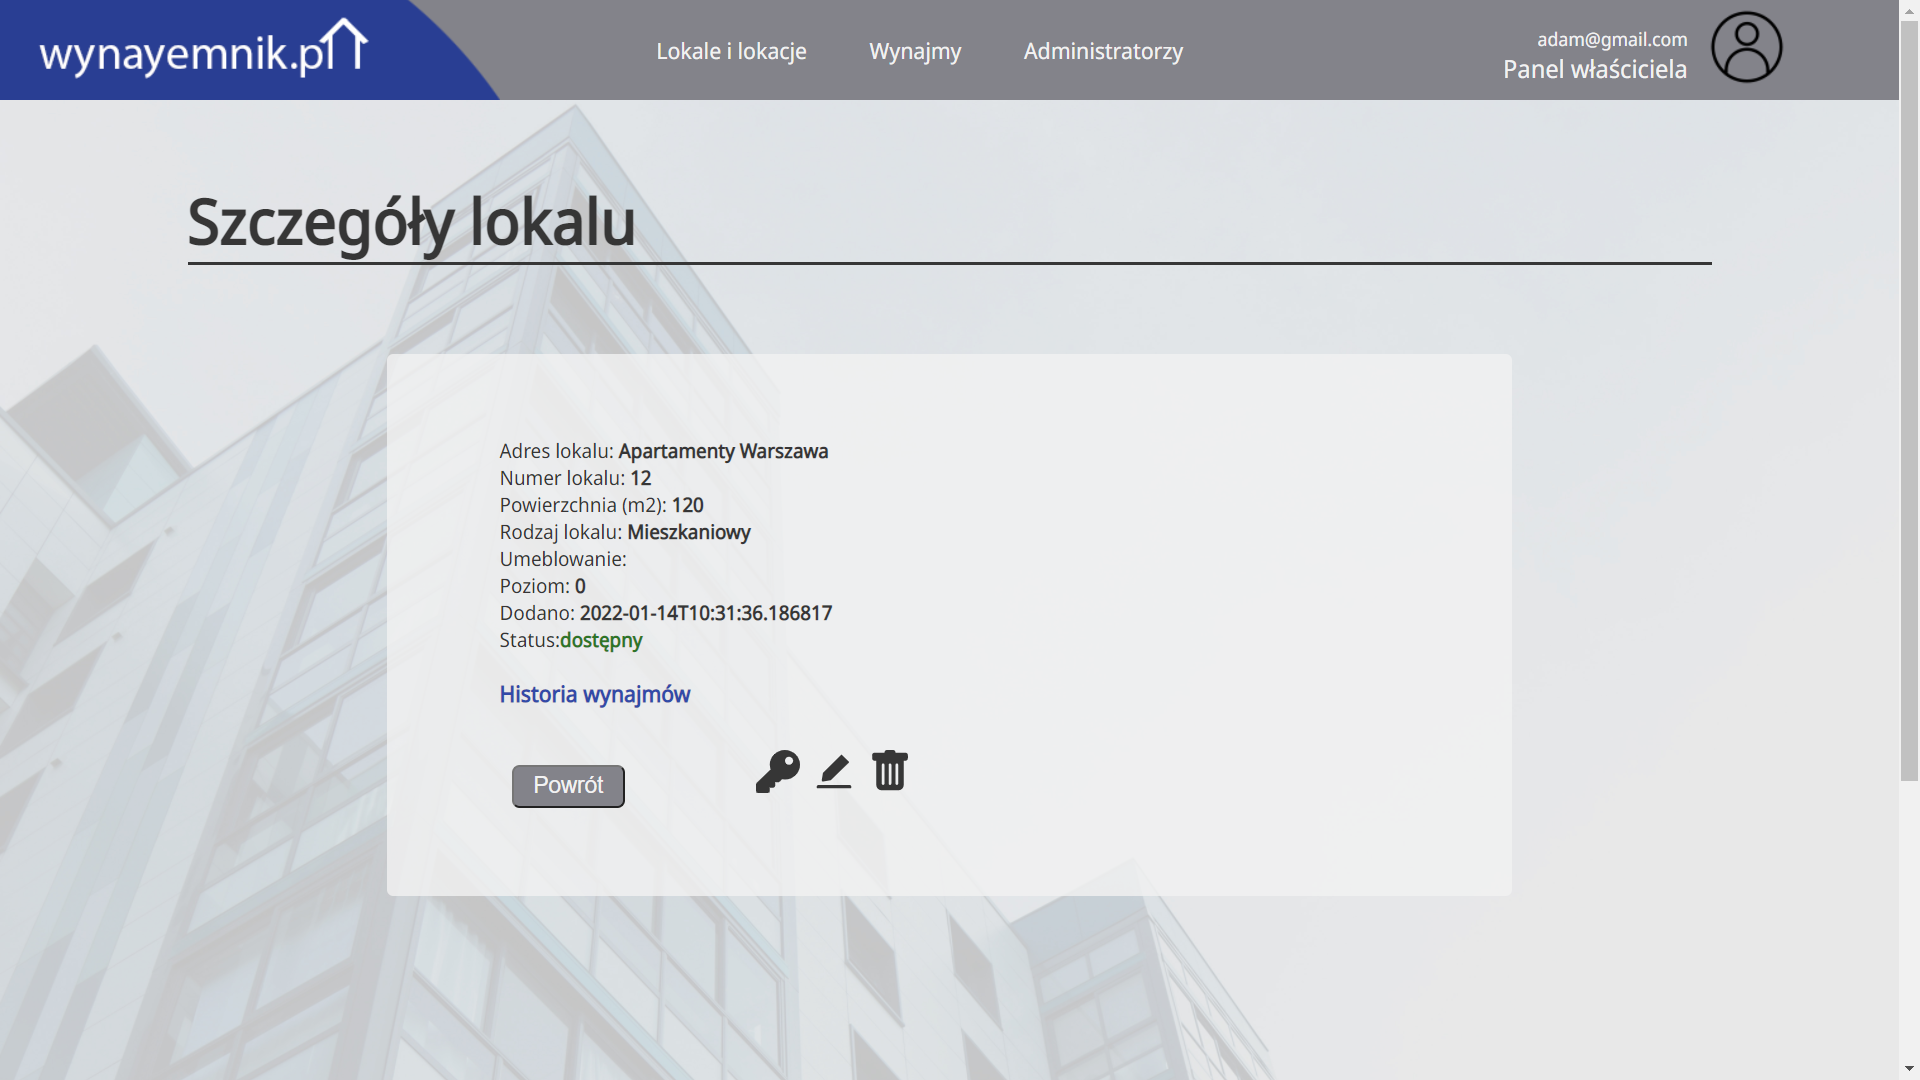 wynayemnik.pl
Lokale i lokacje
Wynajmy
Administratorzy
adam@gmail.com
Panel właściciela
Szczegóły lokalu
Adres lokalu: Apartamenty Warszawa
Numer lokalu: 12
Powierzchnia (m2): 120
Rodzaj lokalu: Mieszkaniowy
Umeblowanie:
Poziom: 0
Dodano: 2022-01-14T10:31:36.186817
Status:dostępny
Historia wynajmów
Powrót